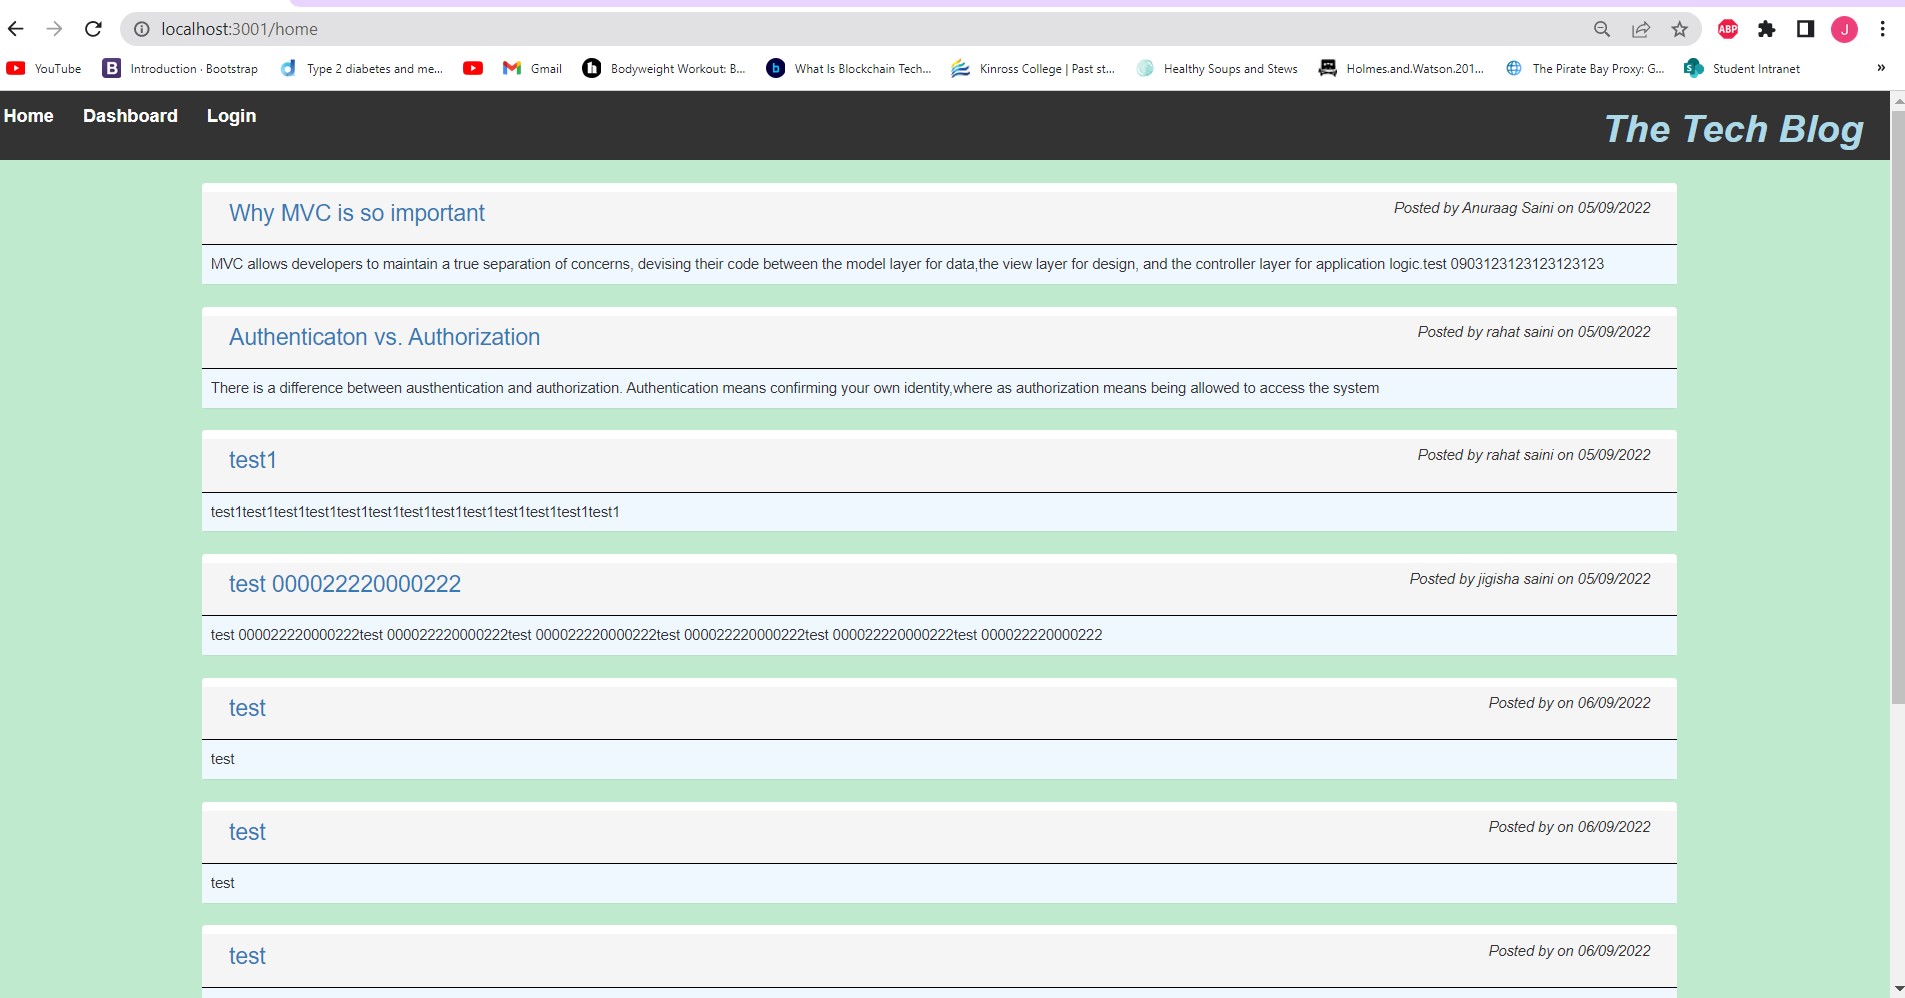 localhost:3001/home
ABP
J
YouTube Introduction · Bootstrap Type 2 diabetes and me... Gmail Bodyweight Workout: B... What Is Blockchain Tech... Kinross College | Past st... Healthy Soups and Stews Holmes.and.Watson.201... The Pirate Bay Proxy: G... Student Intranet »
Home Dashboard Login The Tech Blog
Why MVC is so important Posted by Anuraag Saini on 05/09/2022
MVC allows developers to maintain a true separation of concerns, devising their code between the model layer for data,the view layer for design, and the controller layer for application logic.test 0903123123123123123
Authenticaton vs. Authorization Posted by rahat saini on 05/09/2022
There is a difference between austhentication and authorization. Authentication means confirming your own identity,where as authorization means being allowed to access the system
test1 Posted by rahat saini on 05/09/2022
test1test1test1test1test1test1test1test1test1test1test1test1test1
test 000022220000222 Posted by jigisha saini on 05/09/2022
test 000022220000222test 000022220000222test 000022220000222test 000022220000222test 000022220000222test 000022220000222
test Posted by on 06/09/2022
test
test Posted by on 06/09/2022
test
test Posted by on 06/09/2022